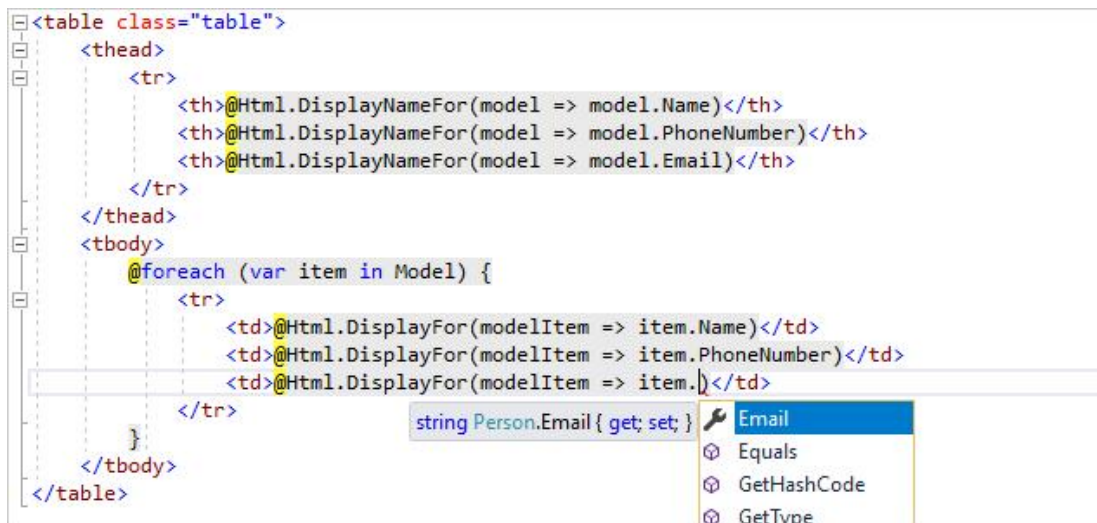 <table class="table">
<thead>
<tr>
<th>@Html.DisplayNameFor(model => model.Name)</th>
<th>@Html.DisplayNameFor(model => model.PhoneNumber)</th>
<th>@Html.DisplayNameFor(model => model.Email)</th>
</tr>
</thead>
<tbody>
@foreach (var item in Model) {
<tr>
<td>@Html.DisplayFor(modelItem => item.Name)</td>
<td>@Html.DisplayFor(modelItem => item.PhoneNumber)</td>
<td>@Html.DisplayFor(modelItem => item.)</td>
</tr>
string Person.Email { get; set; }
Email
}
Equals
</tbody>
GetHashCode
</table>
GetType